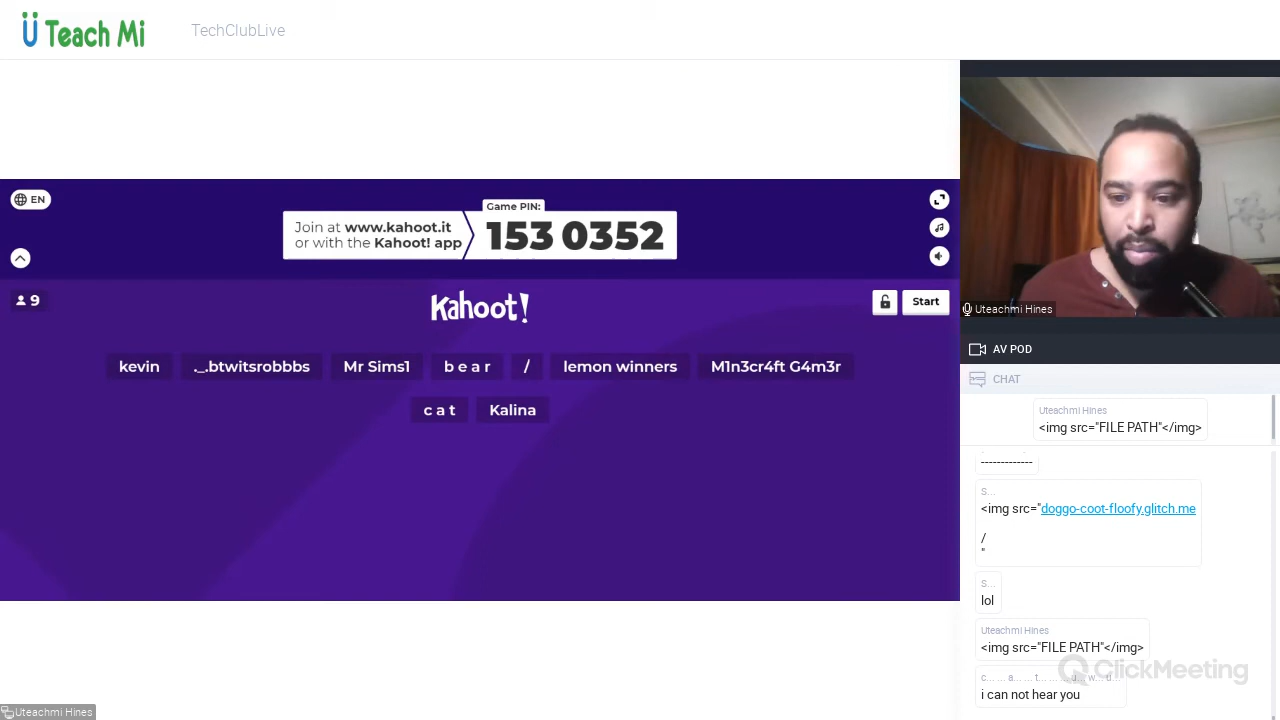 Ü Teach Mi
TechClubLive
EN
Game PIN:
Join at www.kahoot.it
or with the Kahoot! app
153 0352
9
Kahoot!
Start
kevin
._.btwitsrobbbs
Mr Sims1
b e a r
/
lemon winners
M1n3cr4ft G4m3r
c a t
Kalina
Uteachmi Hines
Uteachmi Hines
AV POD
CHAT
Uteachmi Hines
<img src="FILE PATH"</img>
-------------
S...
<img src="doggo-coot-floofy.glitch.me
/
"
S...
lol
Uteachmi Hines
<img src="FILE PATH"</img>
ClickMeeting
c... ... a... ... t... ... ... u... w... u...
i can not hear you